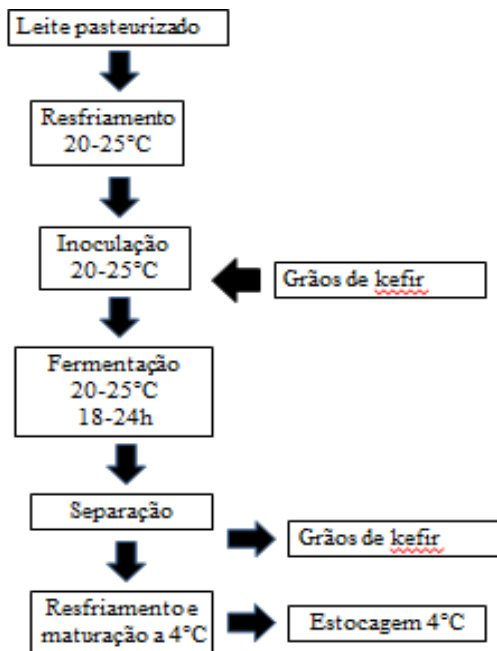 Leite pasteurizado
Resfriamento
20-25°C
Inoculação
20-25°C
Grãos de kefir
Fermentação
20-25°C
18-24h
Separação
Grãos de kefir
Resfriamento e
maturação a 4°C
Estocagem 4°C